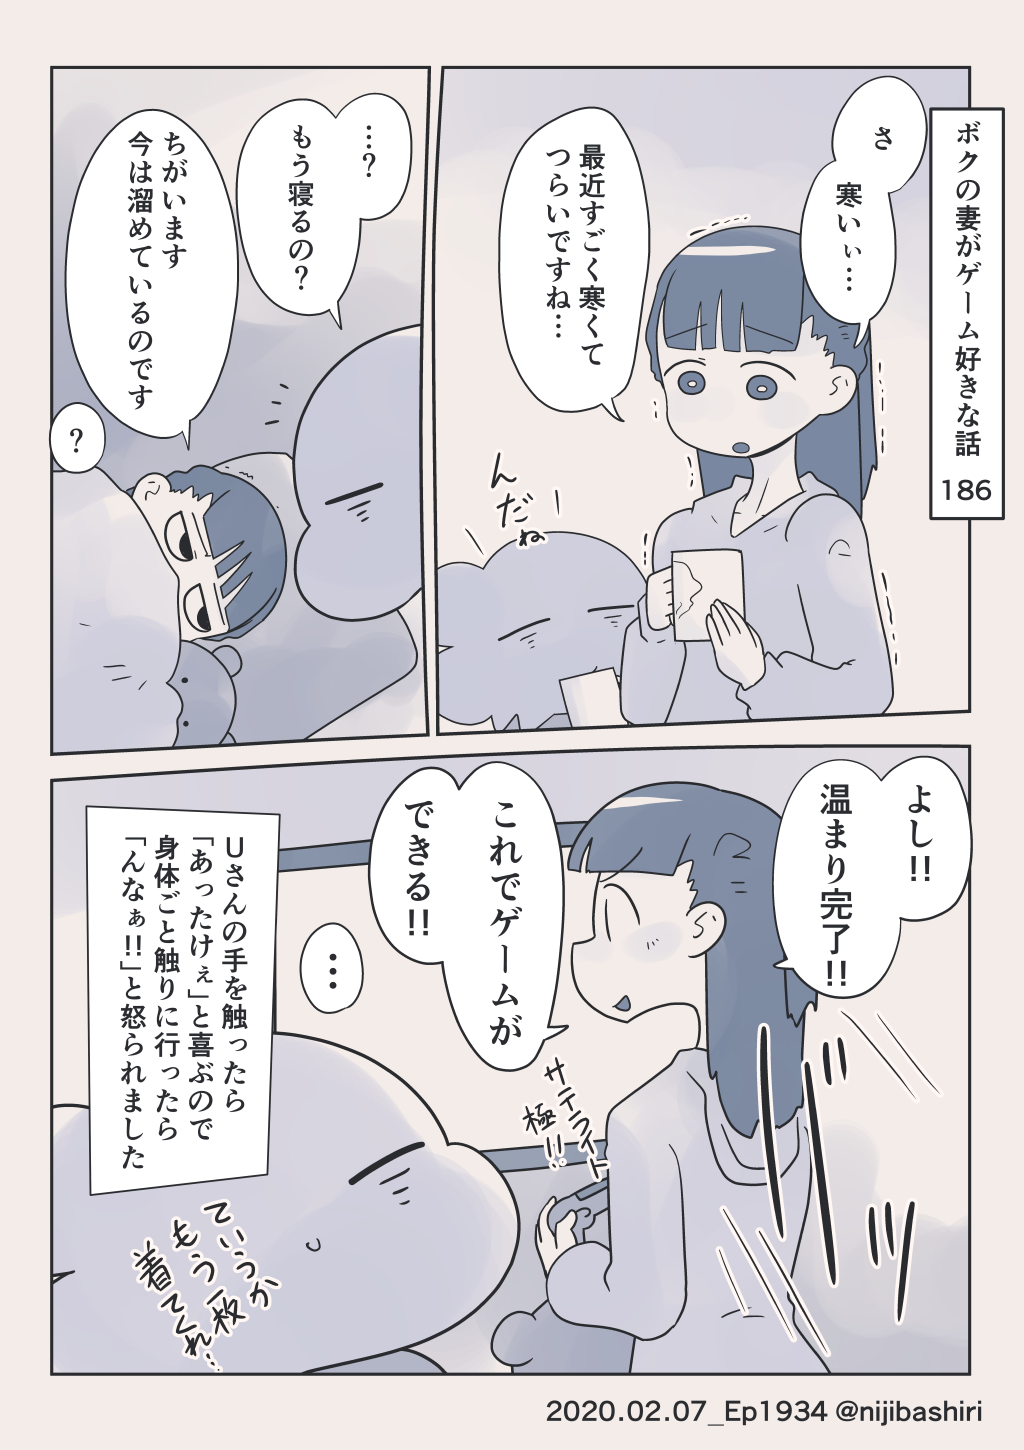 ボクの妻がゲーム好きな話
186
さ
寒いぃ…
最近すごく寒くて
つらいですね…
んだね
…?
もう寝るの?
ちがいます
今は溜めているのです
?
よし!!
温まり完了!!
これでゲームが
できる!!
サテライト
極!!
…
Uさんの手を触ったら
「あったけぇ」と喜ぶので
身体ごと触りに行ったら
「んなぁ!!」と怒られました
ていうか
もう一枚
着てくれ…
2020.02.07_Ep1934 @nijibashiri